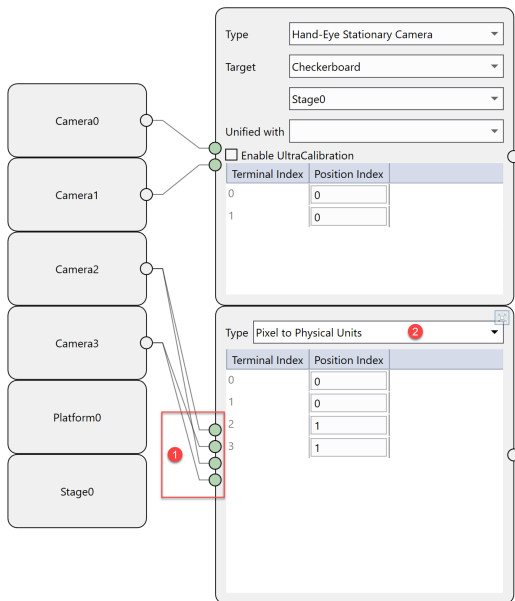 Camera0
Camera1
Camera2
Camera3
Platform0
Stage0
Type Hand-Eye Stationary Camera
Target Checkerboard
Stage0
Unified with
Enable UltraCalibration
Terminal Index Position Index
0 0
1 0
Type Pixel to Physical Units 2
Terminal Index Position Index
0 0
1 0
2 1
3 1
1